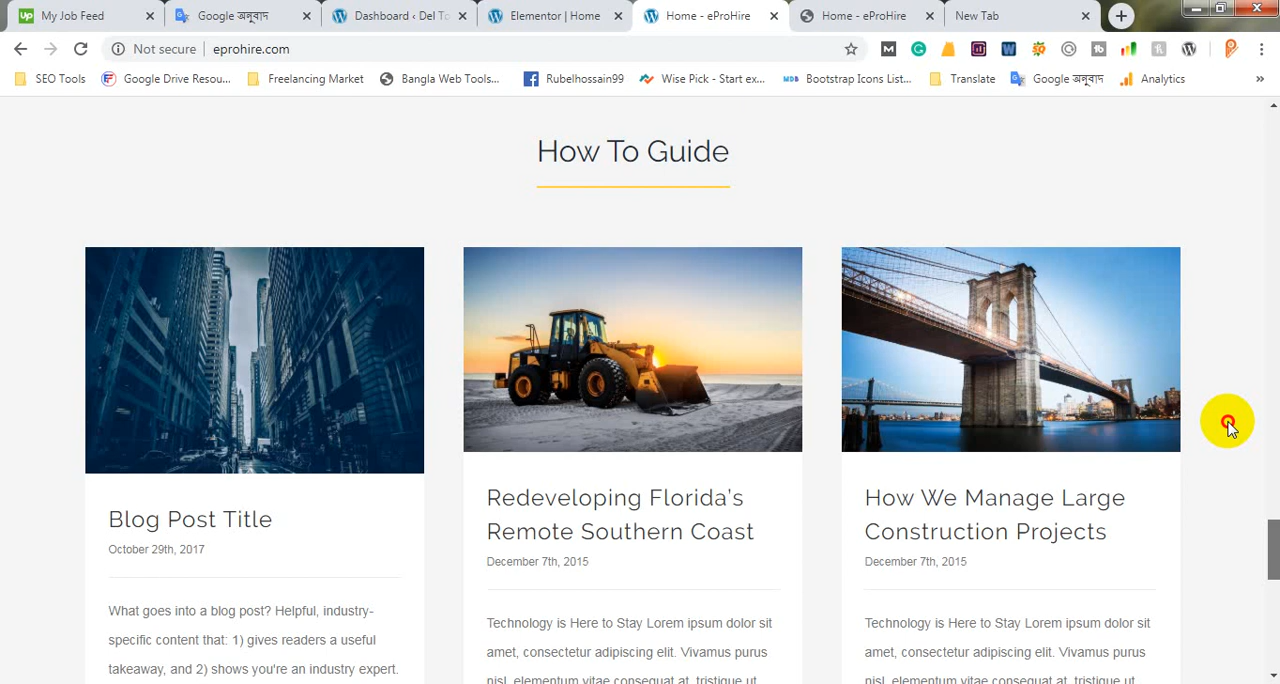 My Job Feed
Google অনুবাদ
Dashboard ‹ Del To
Elementor | Home
Home - eProHire
Home - eProHire
New Tab
Not secure
eprohire.com
SEO Tools
Google Drive Resou...
Freelancing Market
Bangla Web Tools...
Rubelhossain99
Wise Pick - Start ex...
Bootstrap Icons List...
Translate
Google অনুবাদ
Analytics
»
How To Guide
Blog Post Title
October 29th, 2017
What goes into a blog post? Helpful, industry-
specific content that: 1) gives readers a useful
takeaway, and 2) shows you're an industry expert.
Redeveloping Florida's
Remote Southern Coast
December 7th, 2015
Technology is Here to Stay Lorem ipsum dolor sit
amet, consectetur adipiscing elit. Vivamus purus
nisl, elementum vitae consequat at, tristique ut
How We Manage Large
Construction Projects
December 7th, 2015
Technology is Here to Stay Lorem ipsum dolor sit
amet, consectetur adipiscing elit. Vivamus purus
nisl, elementum vitae consequat at, tristique ut